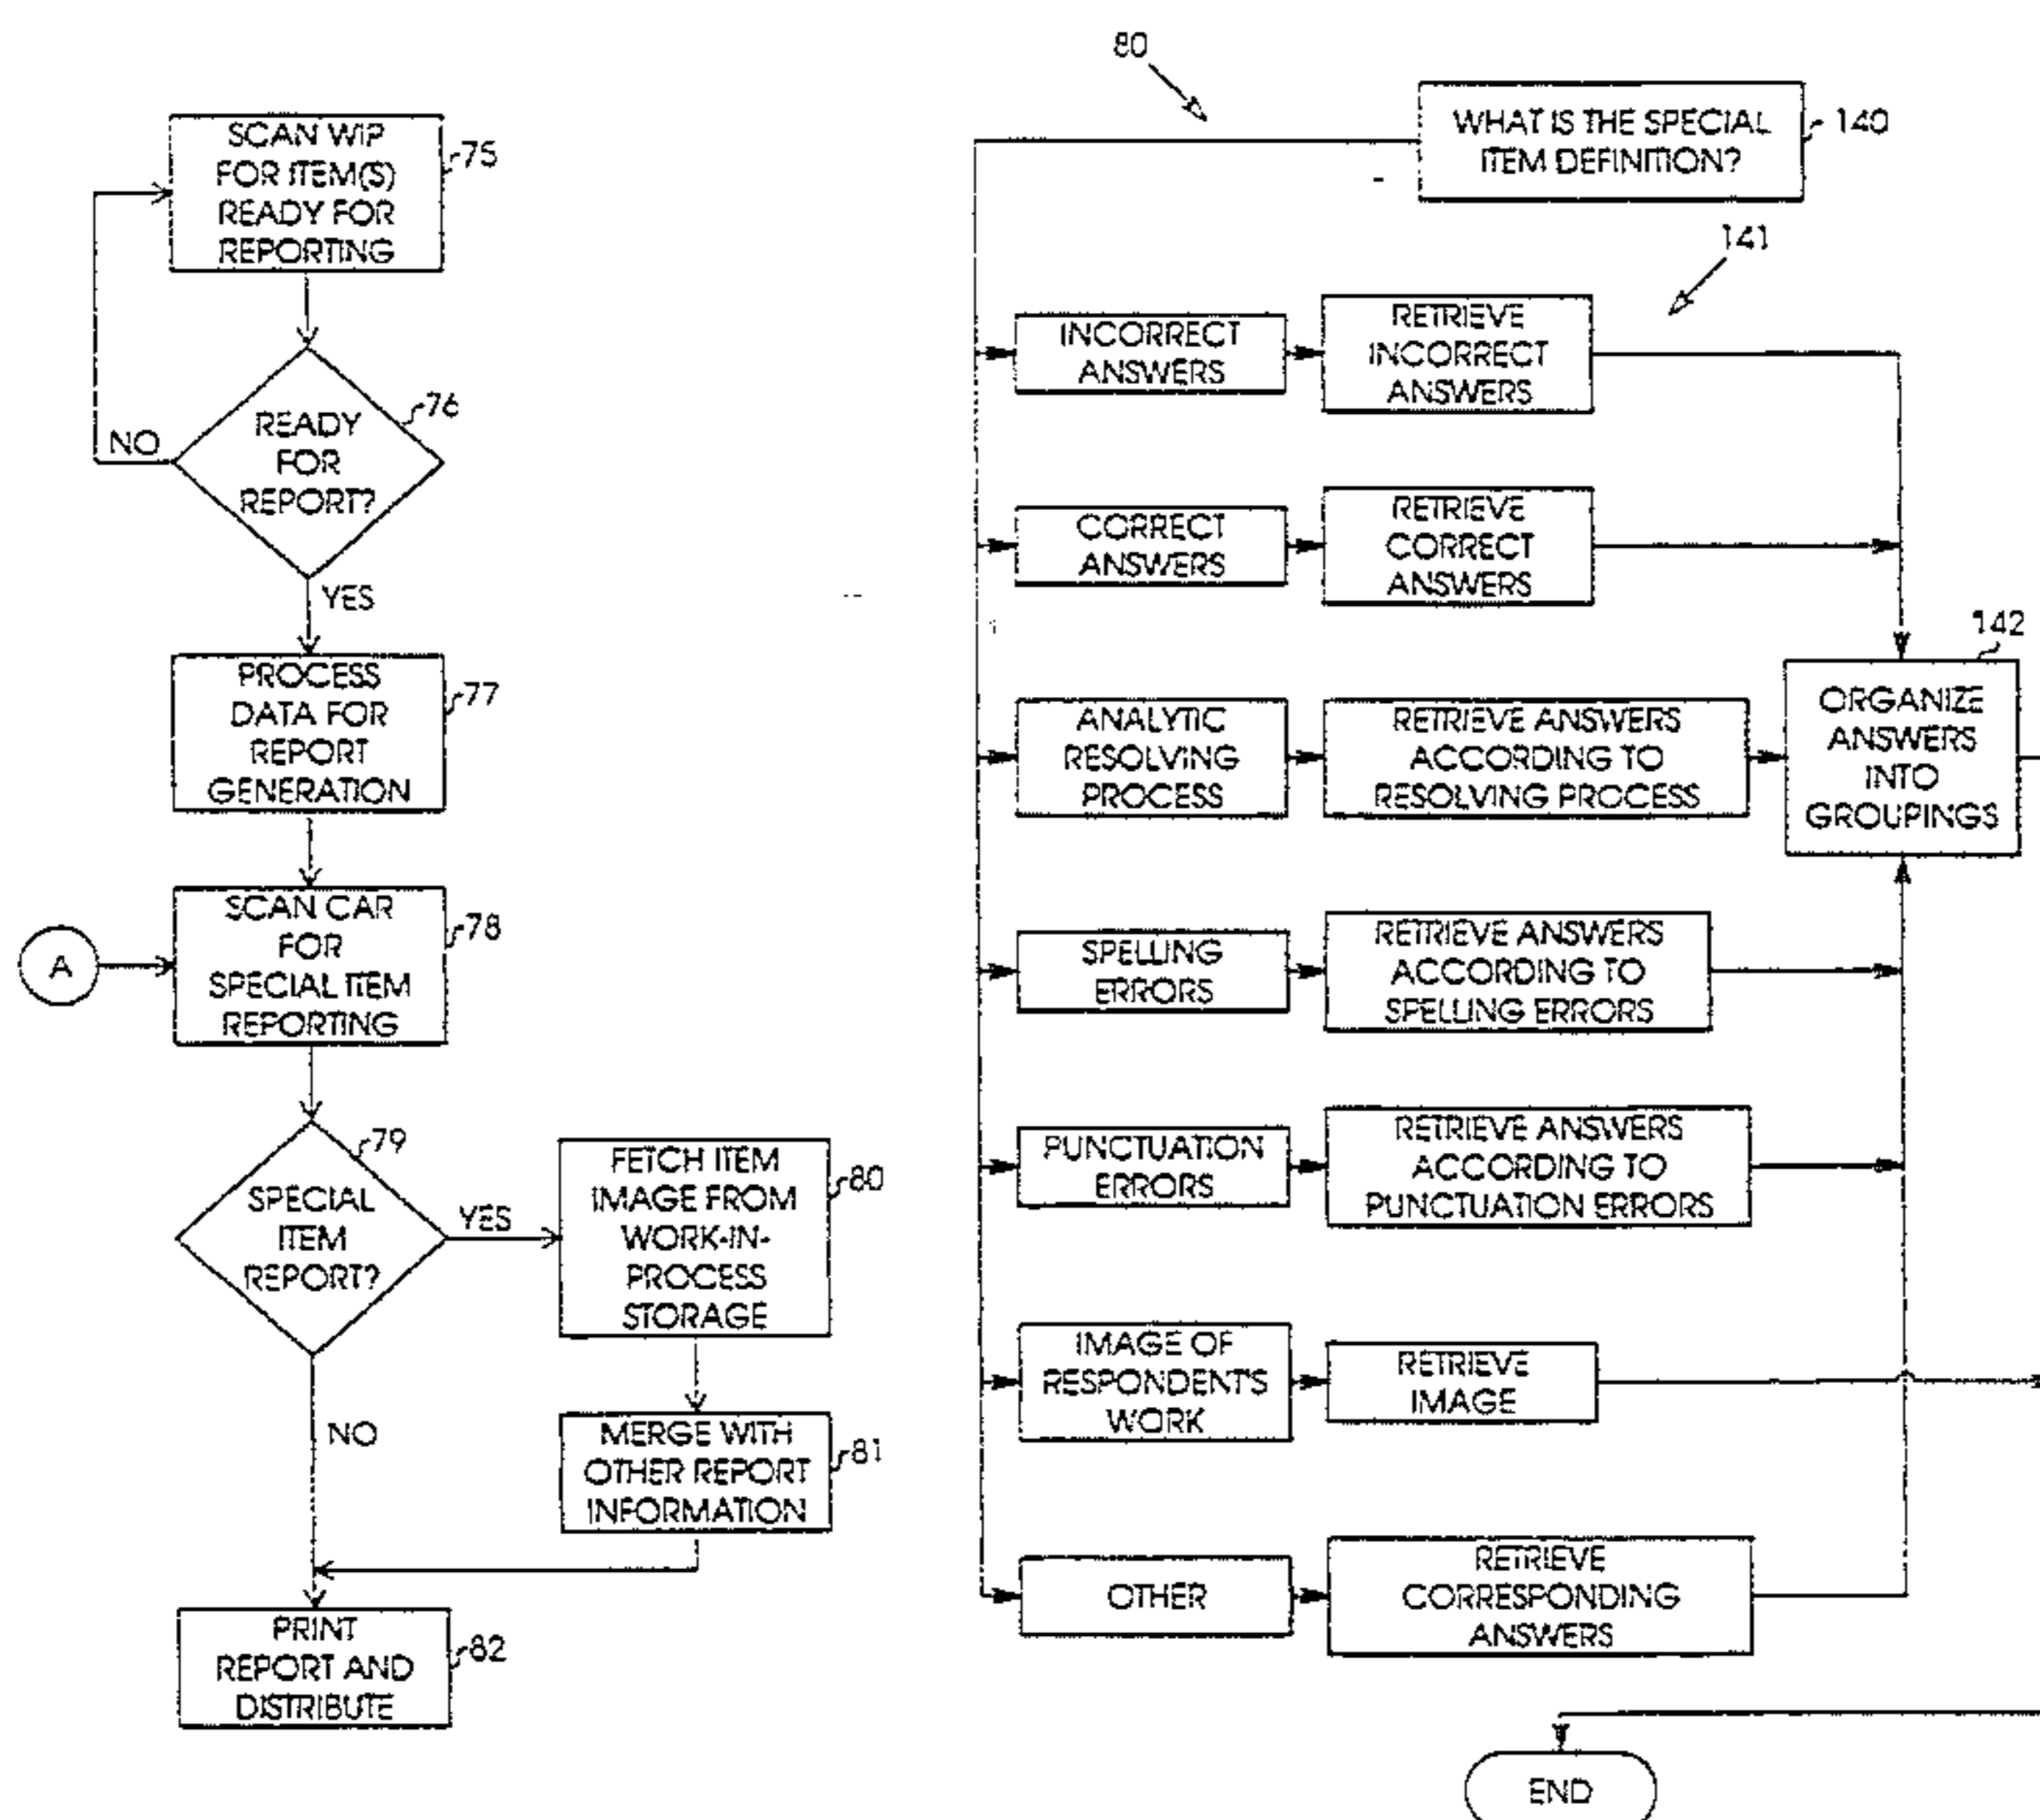 SCAN WIP
FOR ITEM(S)
READY FOR
REPORTING
75
READY
FOR
REPORT?
76
NO
YES
PROCESS
DATA FOR
REPORT
GENERATION
77
A
SCAN CAR
FOR
SPECIAL ITEM
REPORTING
78
SPECIAL
ITEM
REPORT?
79
YES
NO
FETCH ITEM
IMAGE FROM
WORK-IN-
PROCESS
STORAGE
80
MERGE WITH
OTHER REPORT
INFORMATION
81
PRINT
REPORT AND
DISTRIBUTE
82
80
WHAT IS THE SPECIAL
ITEM DEFINITION?
140
141
INCORRECT
ANSWERS
RETRIEVE
INCORRECT
ANSWERS
CORRECT
ANSWERS
RETRIEVE
CORRECT
ANSWERS
ANALYTIC
RESOLVING
PROCESS
RETRIEVE ANSWERS
ACCORDING TO
RESOLVING PROCESS
142
ORGANIZE
ANSWERS
INTO
GROUPINGS
SPELLING
ERRORS
RETRIEVE ANSWERS
ACCORDING TO
SPELLING ERRORS
PUNCTUATION
ERRORS
RETRIEVE ANSWERS
ACCORDING TO
PUNCTUATION ERRORS
IMAGE OF
RESPONDENT'S
WORK
RETRIEVE
IMAGE
OTHER
RETRIEVE
CORRESPONDING
ANSWERS
END